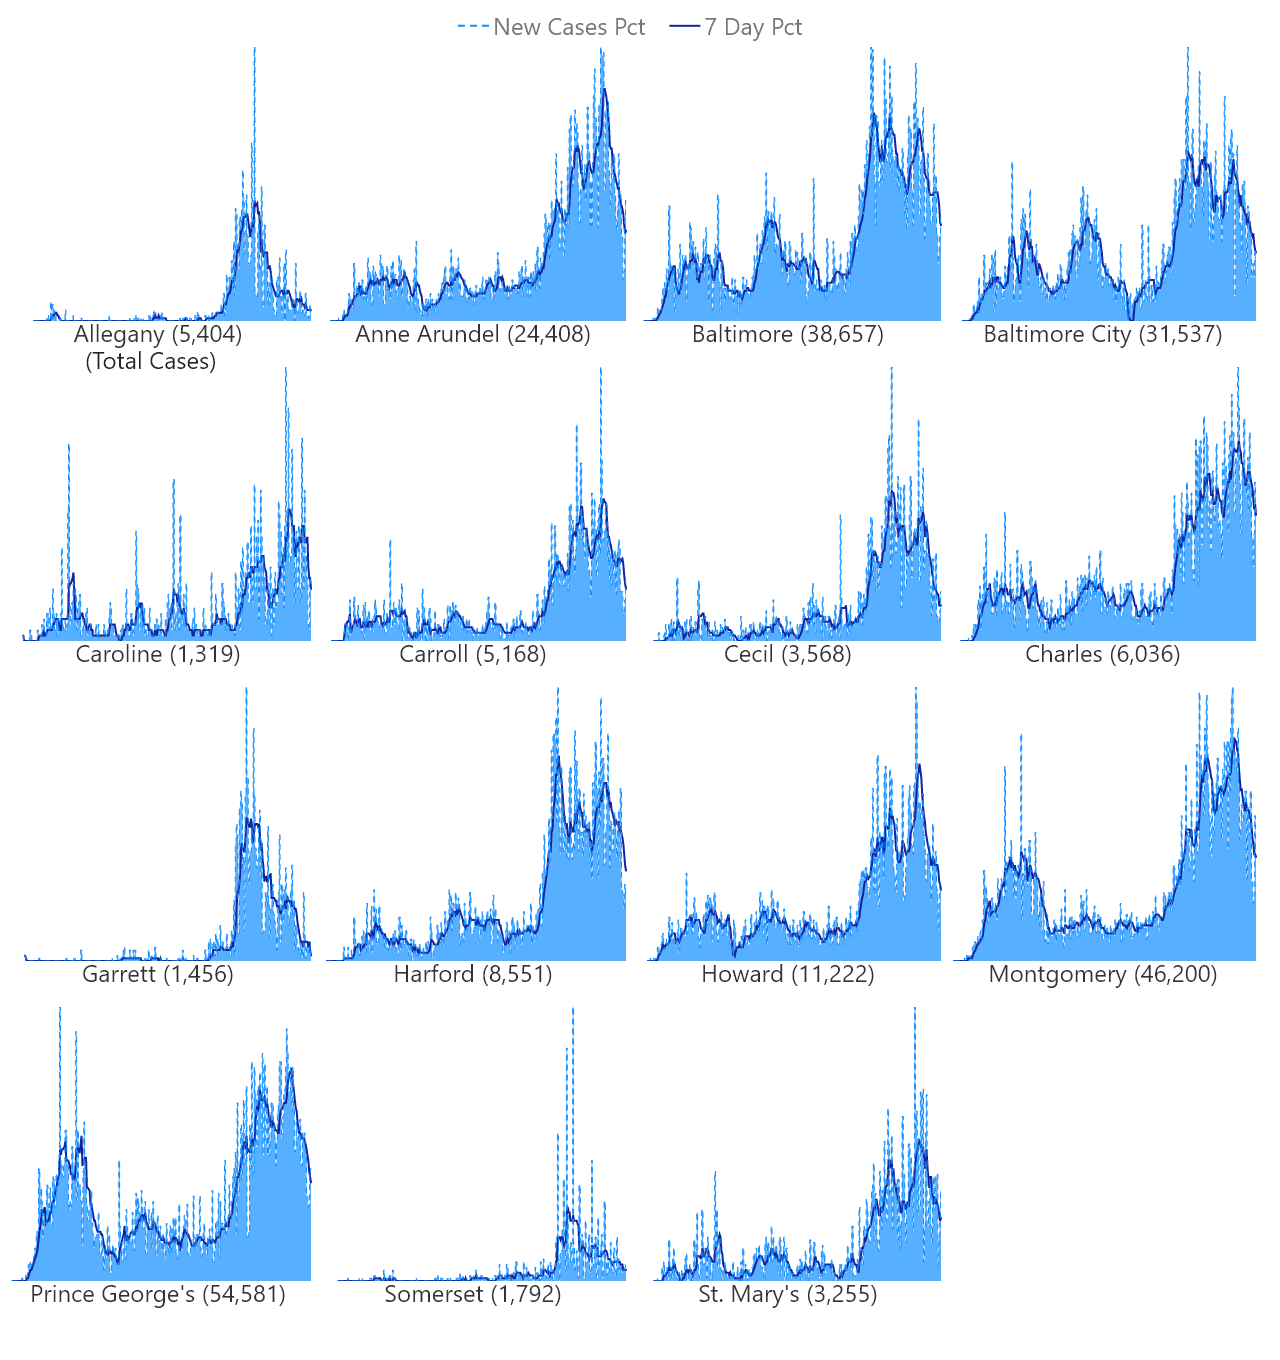 New Cases Pct 7 Day Pct
Allegany (5,404)
(Total Cases)
Anne Arundel (24,408)
Baltimore (38,657)
Baltimore City (31,537)
Caroline (1,319)
Carroll (5,168)
Cecil (3,568)
Charles (6,036)
Garrett (1,456)
Harford (8,551)
Howard (11,222)
Montgomery (46,200)
Prince George's (54,581)
Somerset (1,792)
St. Mary's (3,255)